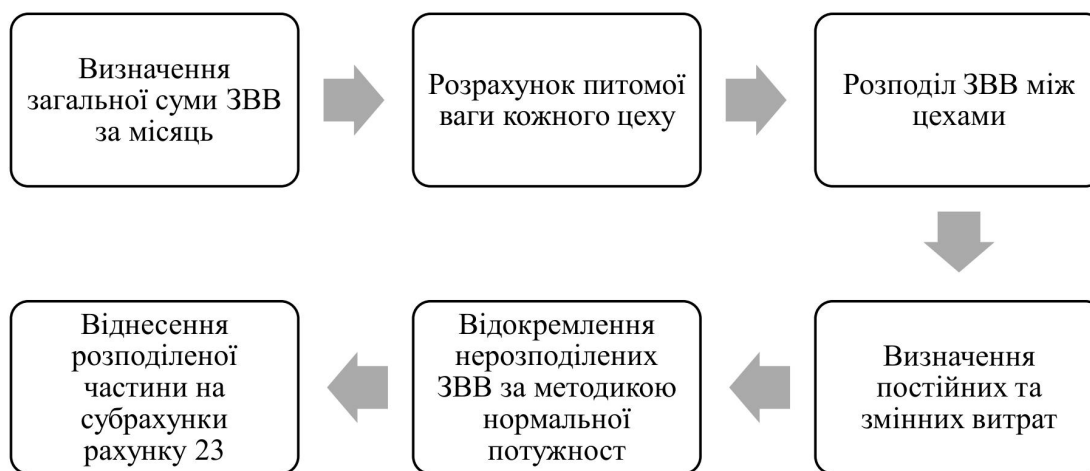 Визначення
загальної суми ЗВВ
за місяць
Розрахунок питомої
ваги кожного цеху
Розподіл ЗВВ між
цехами
Визначення
постійних та
змінних витрат
Відокремлення
нерозподілених
ЗВВ за методикою
нормальної
потужност
Віднесення
розподіленої
частини на
субрахунки
рахунку 23